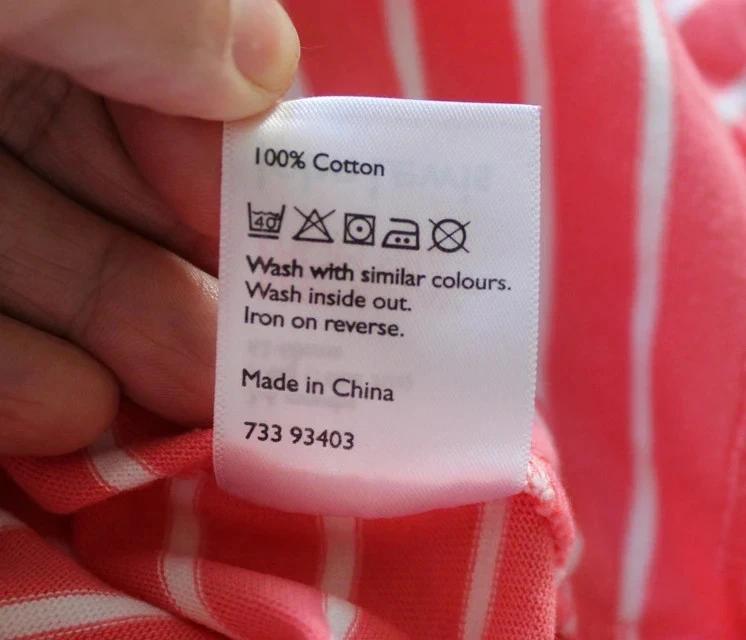 100% Cotton
40
Wash with similar colours.
Wash inside out.
Iron on reverse.
Made in China
733 93403